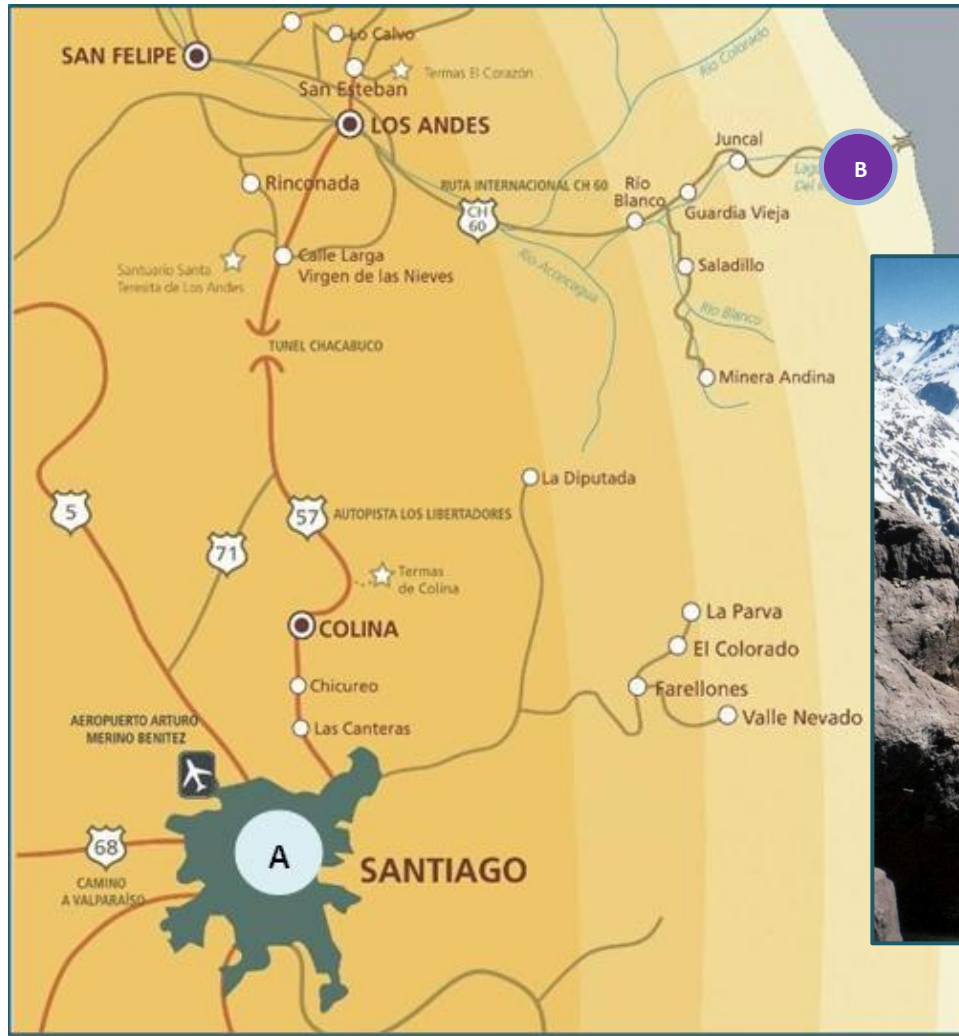 Lo Calvo
SAN FELIPE
Termas El Corazón
San Esteban
Río Colorado
LOS ANDES
Juncal
B
Rinconada
RUTA INTERNACIONAL CH 60
Río
Blanco
CH
60
Guardia Vieja
Calle Larga
Virgen de las Nieves
Santuario Santa
Teresita de Los Andes
Río Aconcagua
Saladillo
Río Blanco
TUNEL CHACABUCO
Minera Andina
La Diputada
5
57
AUTOPISTA LOS LIBERTADORES
71
Termas
de Colina
COLINA
La Parva
El Colorado
Chicureo
Farellones
Valle Nevado
AEROPUERTO ARTURO
MERINO BENITEZ
Las Canteras
68
A
SANTIAGO
CAMINO
A VALPARAÍSO